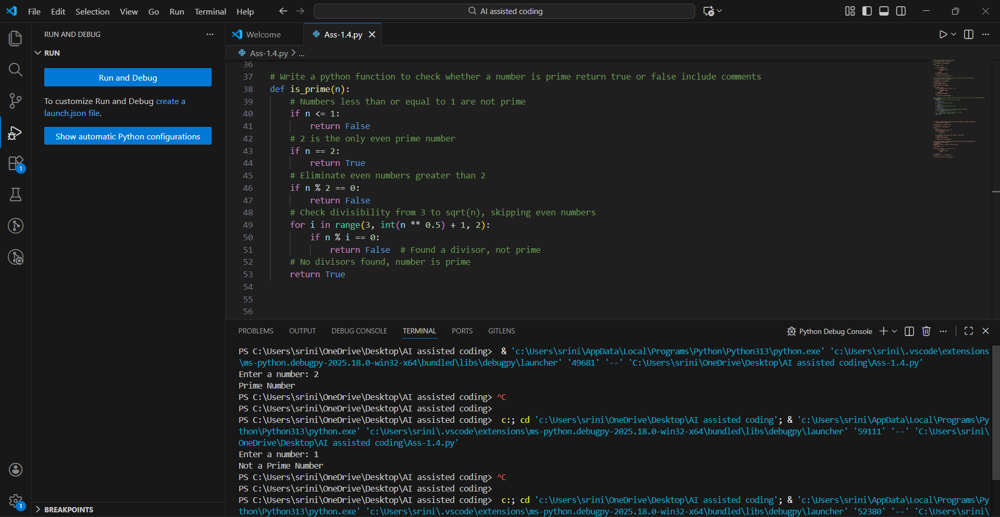 File Edit Selection View Go Run Terminal Help
AI assisted coding
RUN AND DEBUG
RUN
Run and Debug
To customize Run and Debug create a
launch.json file.
Show automatic Python configurations
1
1
BREAKPOINTS
Welcome
Ass-1.4.py
Ass-1.4.py > ...
36
37 # Write a python function to check whether a number is prime return true or false include comments
38 def is_prime(n):
39     # Numbers less than or equal to 1 are not prime
40     if n <= 1:
41         return False
42     # 2 is the only even prime number
43     if n == 2:
44         return True
45     # Eliminate even numbers greater than 2
46     if n % 2 == 0:
47         return False
48     # Check divisibility from 3 to sqrt(n), skipping even numbers
49     for i in range(3, int(n ** 0.5) + 1, 2):
50         if n % i == 0:
51             return False  # Found a divisor, not prime
52     # No divisors found, number is prime
53     return True
54
55
56
PROBLEMS OUTPUT DEBUG CONSOLE TERMINAL PORTS GITLENS
Python Debug Console
PS C:\Users\srini\OneDrive\Desktop\AI assisted coding>  & 'c:\Users\srini\AppData\Local\Programs\Python\Python313\python.exe' 'c:\Users\srini\.vscode\extensions
\ms-python.debugpy-2025.18.0-win32-x64\bundled\libs\debugpy\launcher' '49681' '--' 'C:\Users\srini\OneDrive\Desktop\AI assisted coding\Ass-1.4.py'
Enter a number: 2
Prime Number
PS C:\Users\srini\OneDrive\Desktop\AI assisted coding> ^C
PS C:\Users\srini\OneDrive\Desktop\AI assisted coding>
PS C:\Users\srini\OneDrive\Desktop\AI assisted coding>  c:; cd 'c:\Users\srini\OneDrive\Desktop\AI assisted coding'; & 'c:\Users\srini\AppData\Local\Programs\Py
thon\Python313\python.exe' 'c:\Users\srini\.vscode\extensions\ms-python.debugpy-2025.18.0-win32-x64\bundled\libs\debugpy\launcher' '59111' '--' 'C:\Users\srini\
OneDrive\Desktop\AI assisted coding\Ass-1.4.py'
Enter a number: 1
Not a Prime Number
PS C:\Users\srini\OneDrive\Desktop\AI assisted coding> ^C
PS C:\Users\srini\OneDrive\Desktop\AI assisted coding>
PS C:\Users\srini\OneDrive\Desktop\AI assisted coding>  c:; cd 'c:\Users\srini\OneDrive\Desktop\AI assisted coding'; & 'c:\Users\srini\AppData\Local\Programs\Py
thon\Python313\python.exe' 'c:\Users\srini\.vscode\extensions\ms-python.debugpy-2025.18.0-win32-x64\bundled\libs\debugpy\launcher' '52380' '--' 'C:\Users\srini\